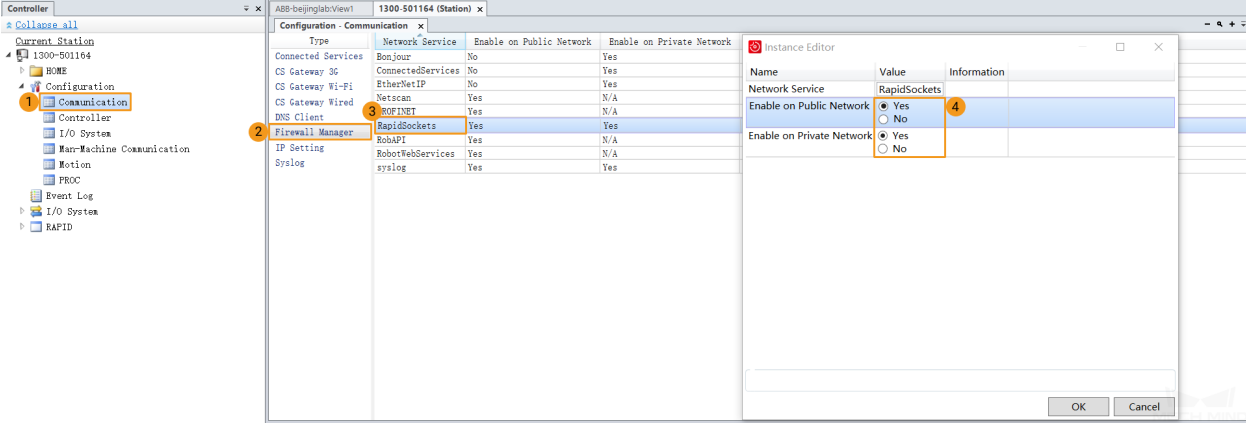 Controller
Collapse all
Current Station
1300-501164
HOME
Configuration
1 Communication
Controller
I/O System
Man-Machine Communication
Motion
PROC
Event Log
I/O System
RAPID
ABB-beijinglab:View1 1300-501164 (Station) x
Configuration - Communication x
Type
Connected Services
CS Gateway 3G
CS Gateway Wi-Fi
CS Gateway Wired
DNS Client
2 Firewall Manager
IP Setting
Syslog
Network Service Enable on Public Network Enable on Private Network
Bonjour No Yes
ConnectedServices No Yes
EtherNetIP No Yes
Netscan Yes N/A
3 PROFINET Yes N/A
RapidSockets Yes Yes
RobAPI Yes N/A
RobotWebServices Yes N/A
syslog Yes Yes
Instance Editor
Name Value Information
Network Service RapidSockets
Enable on Public Network Yes 4
No
Enable on Private Network Yes
No
OK Cancel